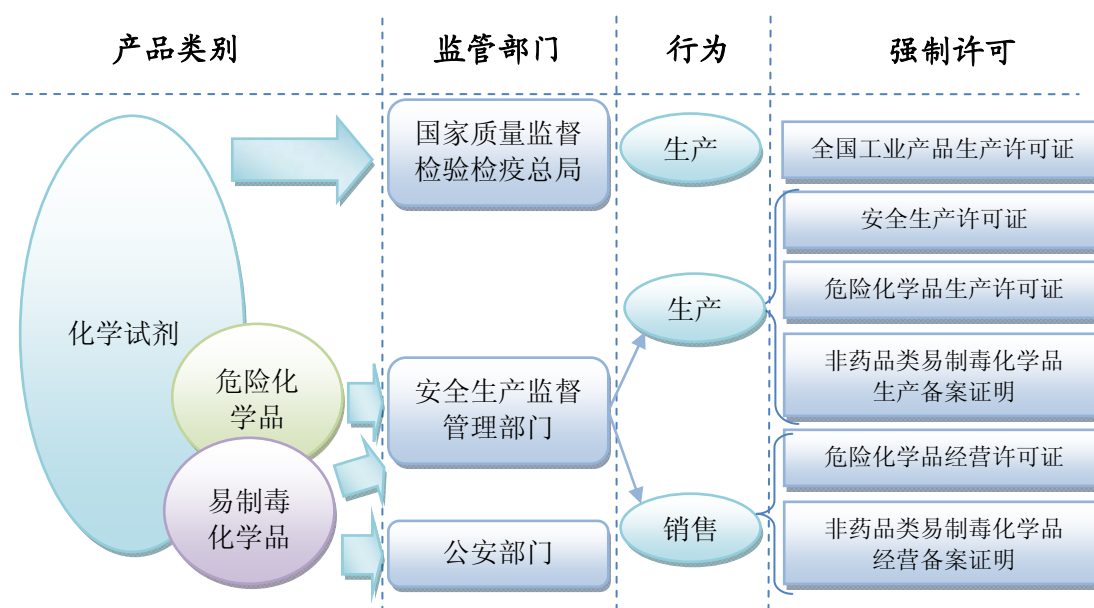 产品类别
监管部门
行为
强制许可
化学试剂
危险化
学品
易制毒
化学品
国家质量监督
检验检疫总局
安全生产监督
管理部门
公安部门
生产
生产
销售
全国工业产品生产许可证
安全生产许可证
危险化学品生产许可证
非药品类易制毒化学品
生产备案证明
危险化学品经营许可证
非药品类易制毒化学品
经营备案证明